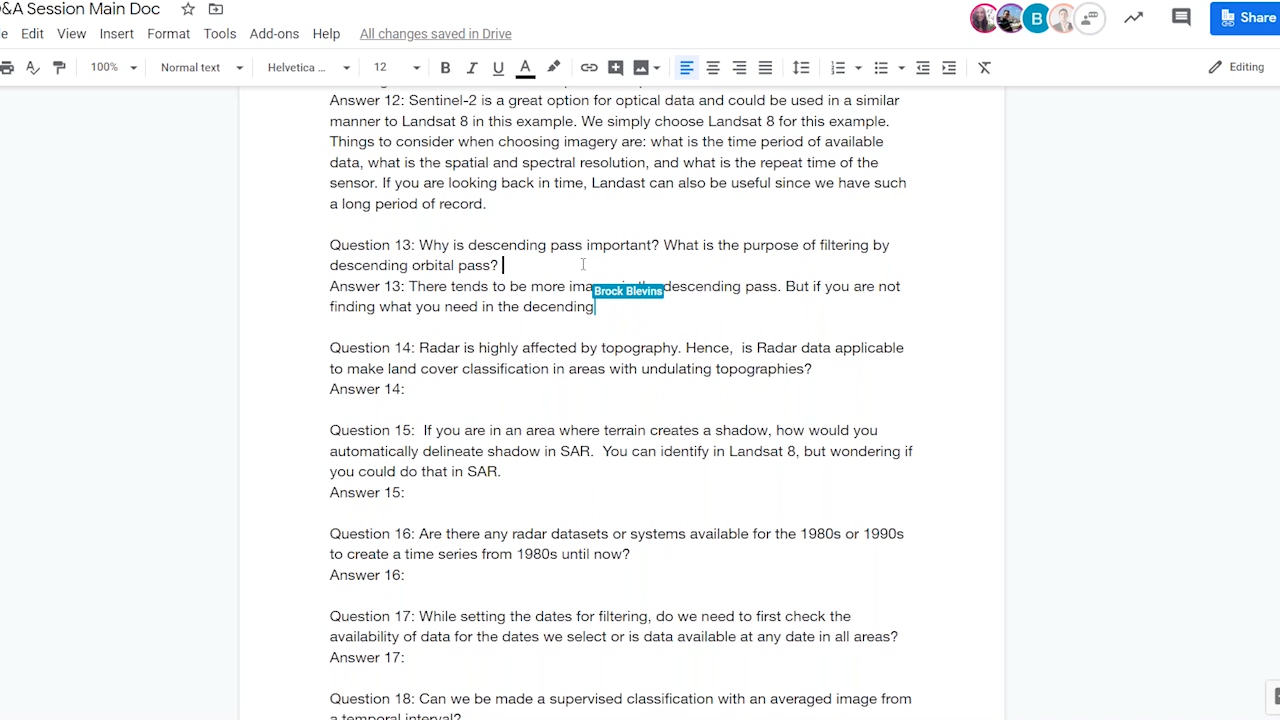 &A Session Main Doc
Edit View Insert Format Tools Add-ons Help All changes saved in Drive
B
Share
100% Normal text Helvetica ... 12 B I U A Editing
Answer 12: Sentinel-2 is a great option for optical data and could be used in a similar
manner to Landsat 8 in this example. We simply choose Landsat 8 for this example.
Things to consider when choosing imagery are: what is the time period of available
data, what is the spatial and spectral resolution, and what is the repeat time of the
sensor. If you are looking back in time, Landast can also be useful since we have such
a long period of record.
Question 13: Why is descending pass important? What is the purpose of filtering by
descending orbital pass?
Answer 13: There tends to be more descending pass. But if you are not
Brock Blevins
finding what you need in the decending
Question 14: Radar is highly affected by topography. Hence,  is Radar data applicable
to make land cover classification in areas with undulating topographies?
Answer 14:
Question 15:  If you are in an area where terrain creates a shadow, how would you
automatically delineate shadow in SAR.  You can identify in Landsat 8, but wondering if
you could do that in SAR.
Answer 15:
Question 16: Are there any radar datasets or systems available for the 1980s or 1990s
to create a time series from 1980s until now?
Answer 16:
Question 17: While setting the dates for filtering, do we need to first check the
availability of data for the dates we select or is data available at any date in all areas?
Answer 17:
Question 18: Can we be made a supervised classification with an averaged image from
a temporal interval?